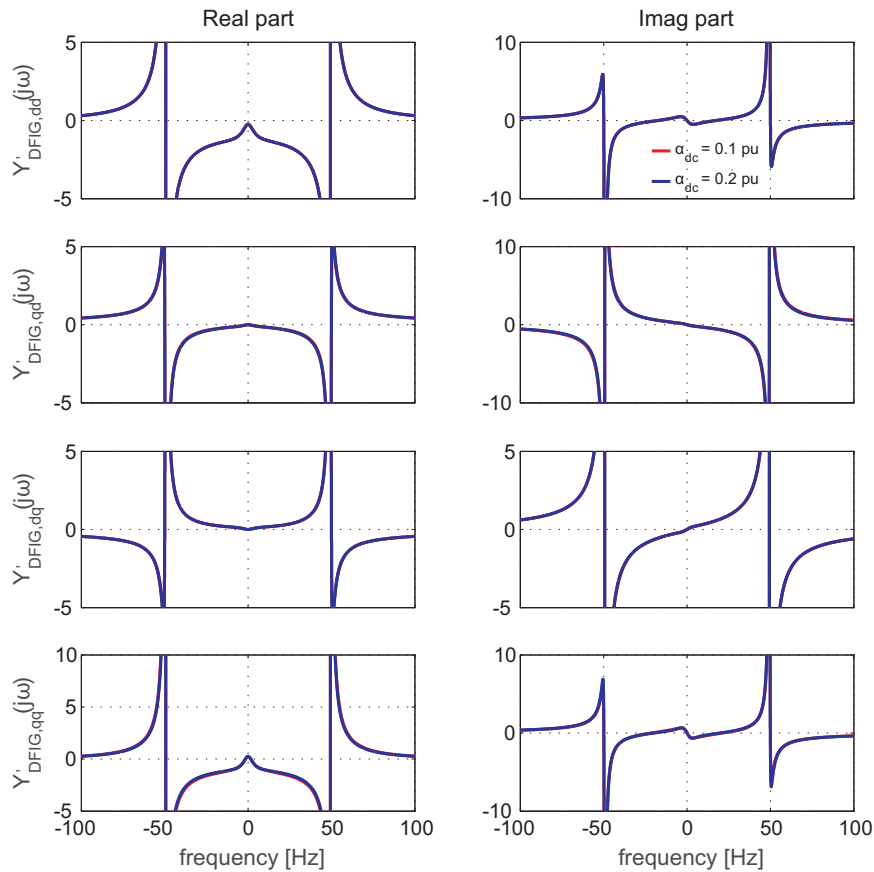 Real part
Imag part
Y'DFIG,dd(jω)
5
0
-5
10
0
-10
αdc = 0.1 pu
αdc = 0.2 pu
Y'DFIG,qd(jω)
5
0
-5
10
0
-10
Y'DFIG,dq(jω)
5
0
-5
5
0
-5
Y'DFIG,qq(jω)
10
5
0
-5
-100 -50 0 50 100
frequency [Hz]
10
0
-10
-100 -50 0 50 100
frequency [Hz]